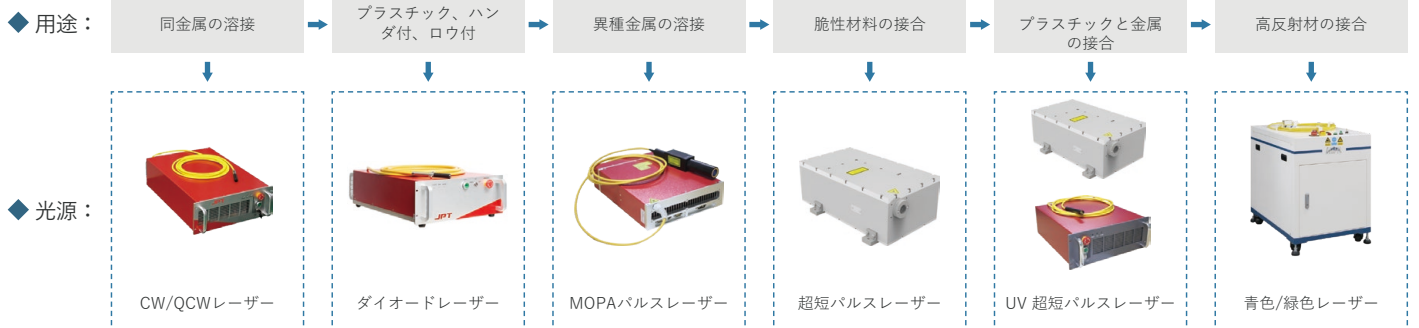 ◆ 用途：
同金属の溶接
プラスチック、ハン
ダ付、ロウ付
異種金属の溶接
脆性材料の接合
プラスチックと金属
の接合
高反射材の接合
◆ 光源：
JPT
CW/QCWレーザー
ダイオードレーザー
MOPAパルスレーザー
超短パルスレーザー
UV 超短パルスレーザー
青色/緑色レーザー